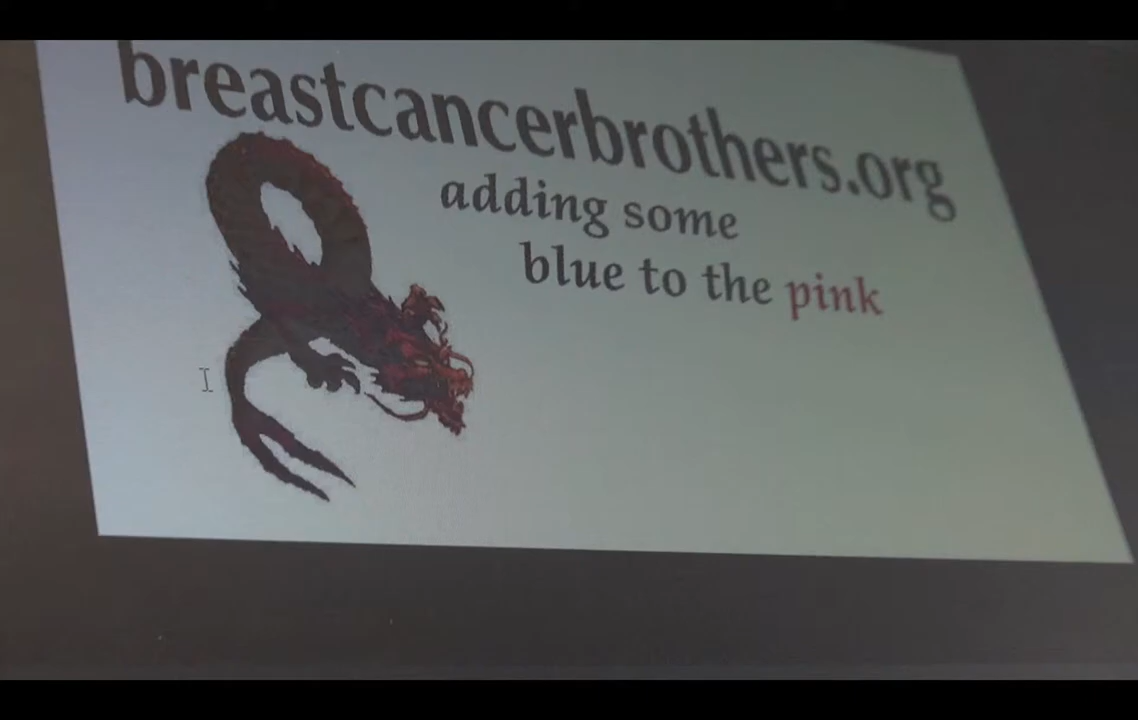 breastcancerbrothers.org
adding some
blue to the pink